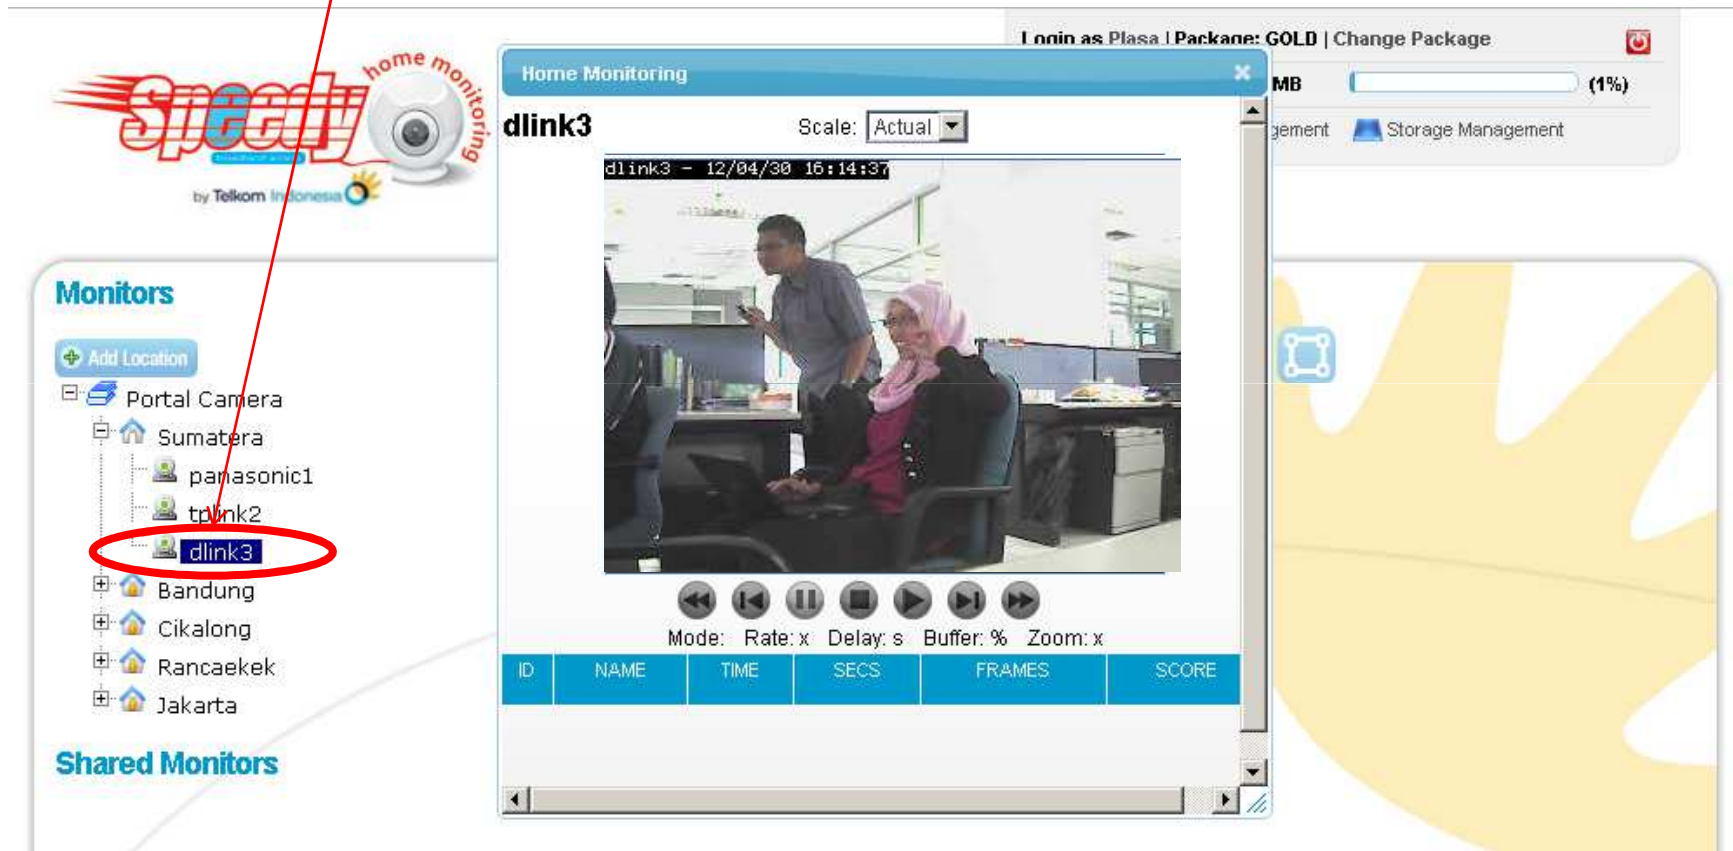 Login as Plasa | Package: GOLD | Change Package
MB (1%)
gement Storage Management
Speedy
home monitoring
by Telkom Indonesia
Home Monitoring
dlink3 Scale: Actual
dlink3 - 12/04/30 16:14:37
Mode: Rate: x Delay: s Buffer: % Zoom: x
ID NAME TIME SECS FRAMES SCORE
Monitors
Add Location
Portal Camera
Sumatera
panasonic1
tplink2
dlink3
Bandung
Cikalong
Rancaekek
Jakarta
Shared Monitors